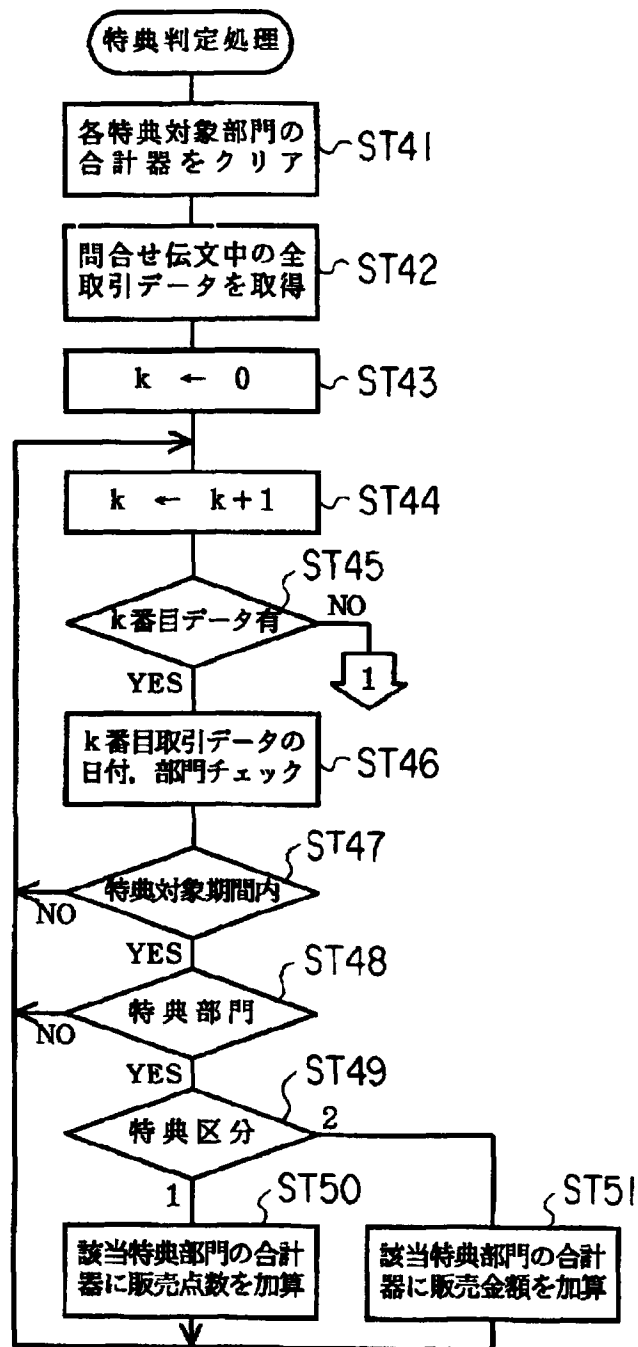 特典判定処理
各特典対象部門の
合計器をクリア
ST41
問合せ伝文中の全
取引データを取得
ST42
k ← 0
ST43
k ← k+1
ST44
ST45
k番目データ有
NO
1
YES
k番目取引データの
日付．部門チェック
ST46
ST47
特典対象期間内
NO
YES
ST48
特典部門
NO
YES
ST49
特典区分
2
1
ST50
ST51
該当特典部門の合計
器に販売点数を加算
該当特典部門の合計
器に販売金額を加算